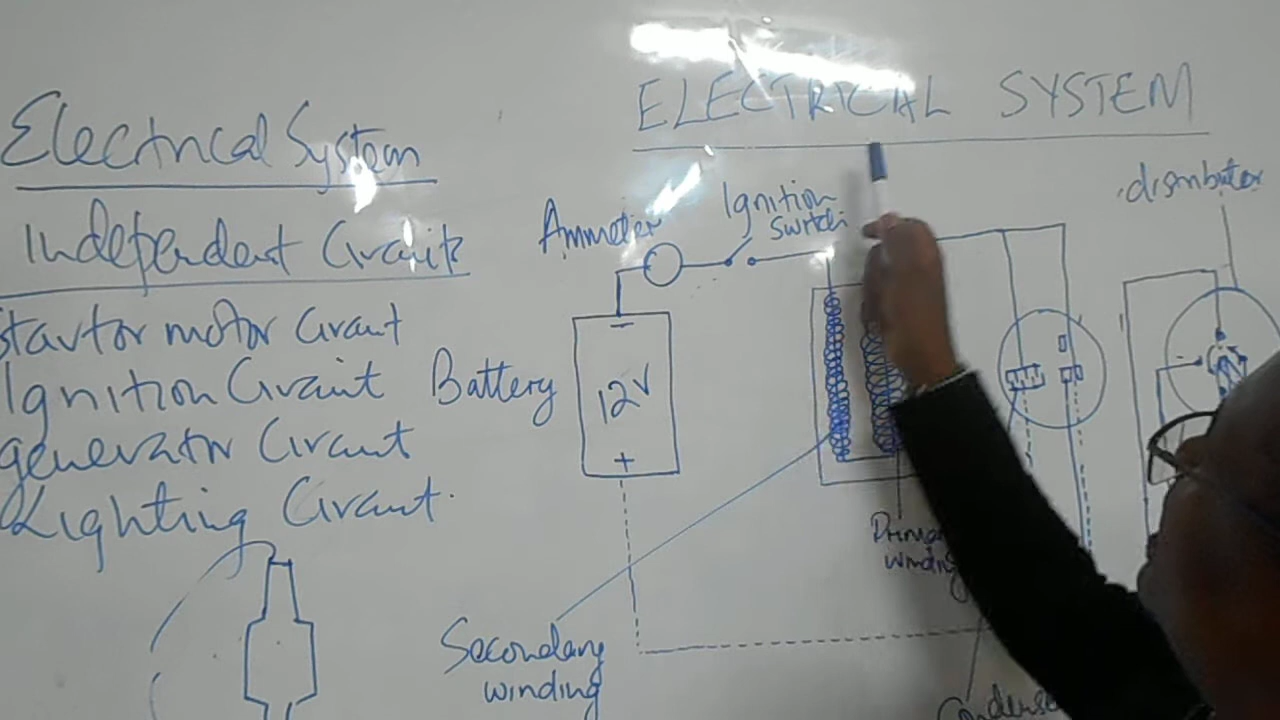 Electrical System
Independent Circuits
Startor motor Circuit
Ignition Circuit
generator Circuit
Lighting Circuit.
ELECTRICAL SYSTEM
Ammeter
Ignition
Switch
distributor
Battery
-
12V
+
Secondary
winding